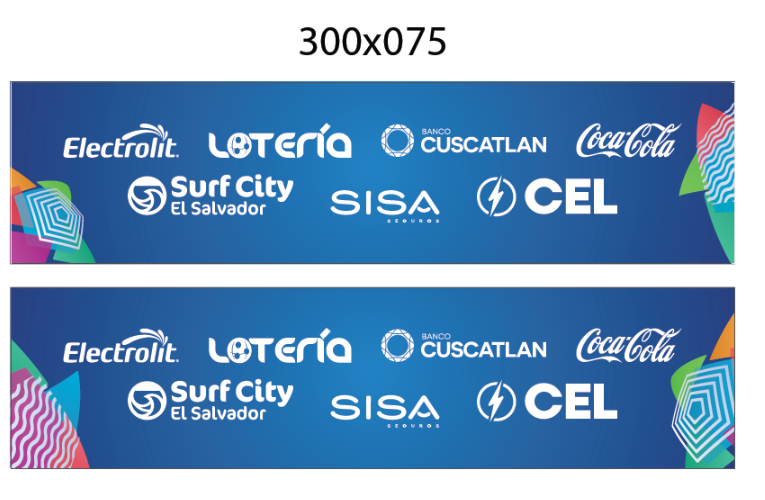 300x075
Electrolit.
LOTERÍA
BANCO
CUSCATLAN
Coca-Cola
Surf City
El Salvador
SISA
SEGUROS
CEL
Electrolit.
LOTERÍA
BANCO
CUSCATLAN
Coca-Cola
Surf City
El Salvador
SISA
SEGUROS
CEL